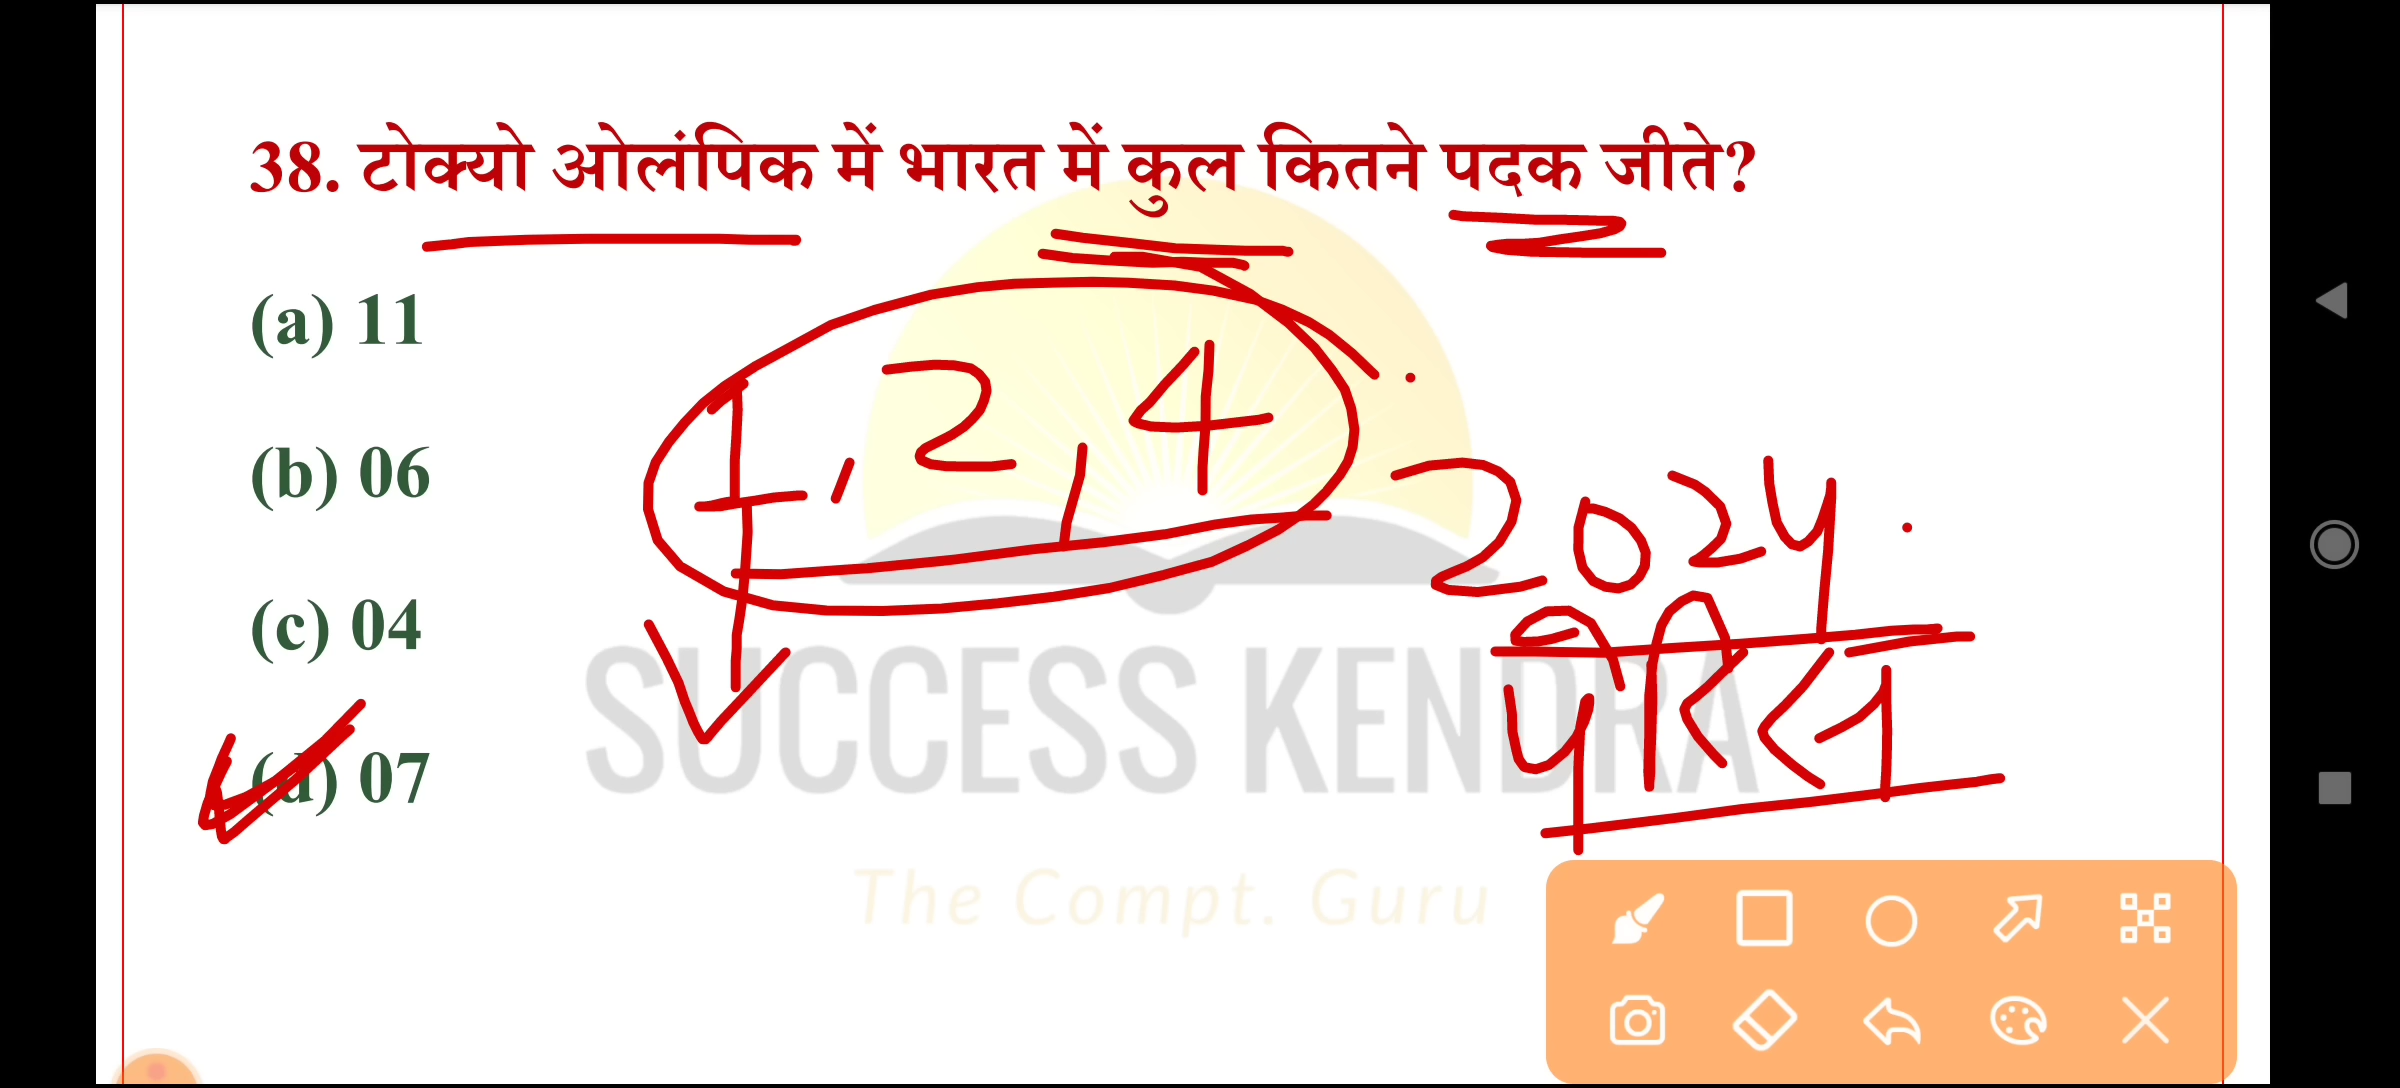 38. टोक्यो ओलंपिक में भारत में कुल कितने पदक जीते?
(a) 11
1, 2, 4
(b) 06
2024
(c) 04
SUCCESS KENDRA
(d) 07
The Compt. Guru